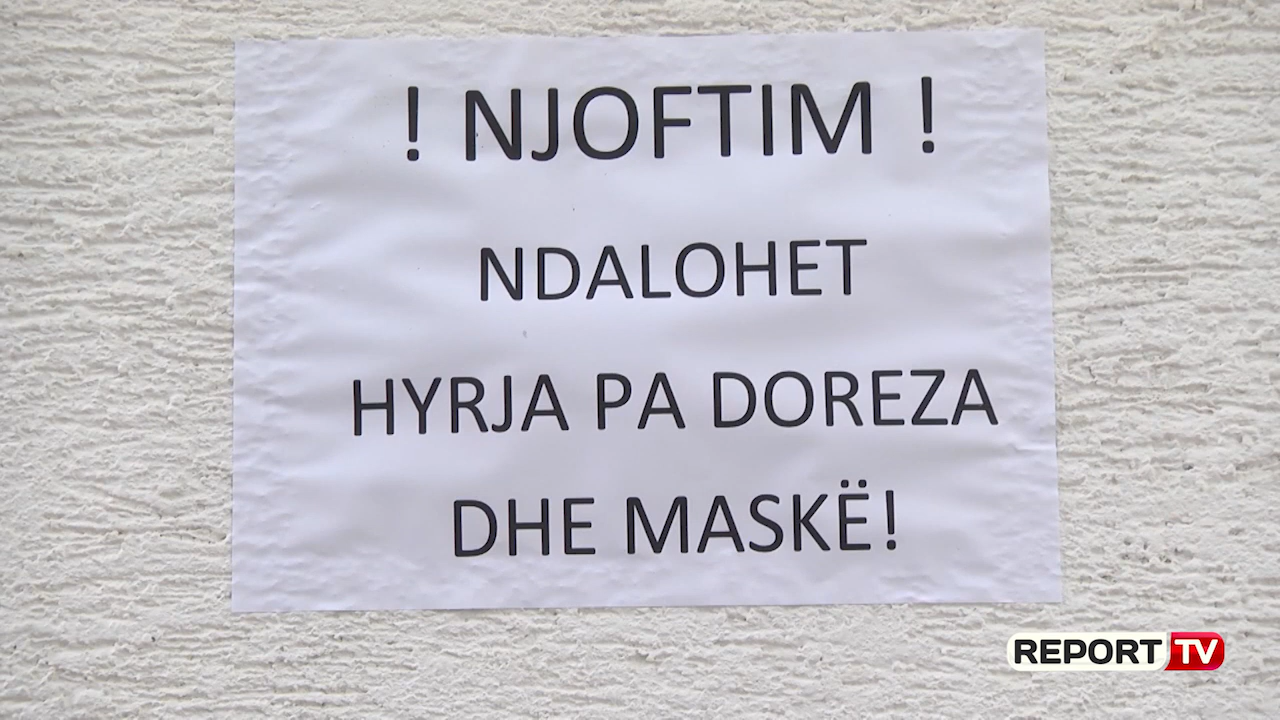 ! NJOFTIM !
NDALOHET
HYRJA PA DOREZA
DHE MASKË!
REPORT TV